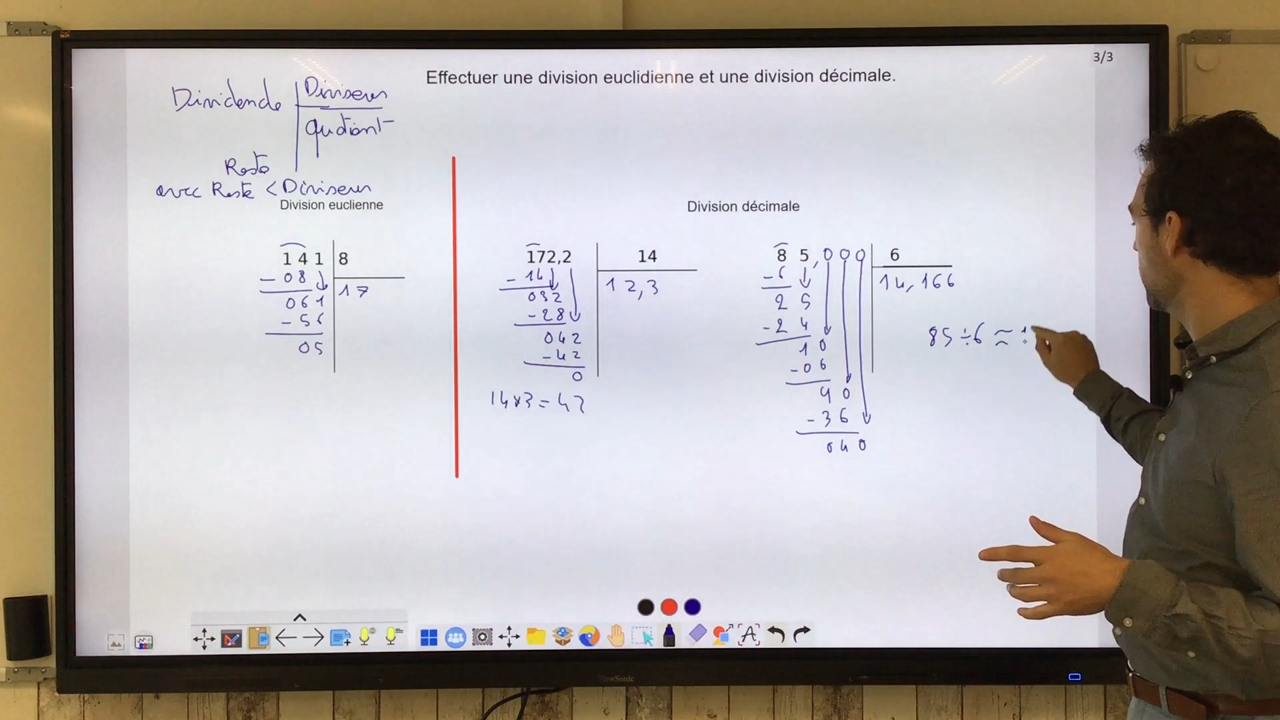 3/3
Effectuer une division euclidienne et une division décimale.
Dividende Diviseur
quotient
Reste
avec Reste < Diviseur
Division euclienne
141 8
- 08 17
061
- 56
05
Division décimale
172,2 14
- 14 12,3
032
- 28
042
- 42
0
14×3 = 42
85,000 6
- 6 14,166
25
- 24
10
- 06
40
- 36
040
85 ÷ 6 ≈ 1
ViewSonic